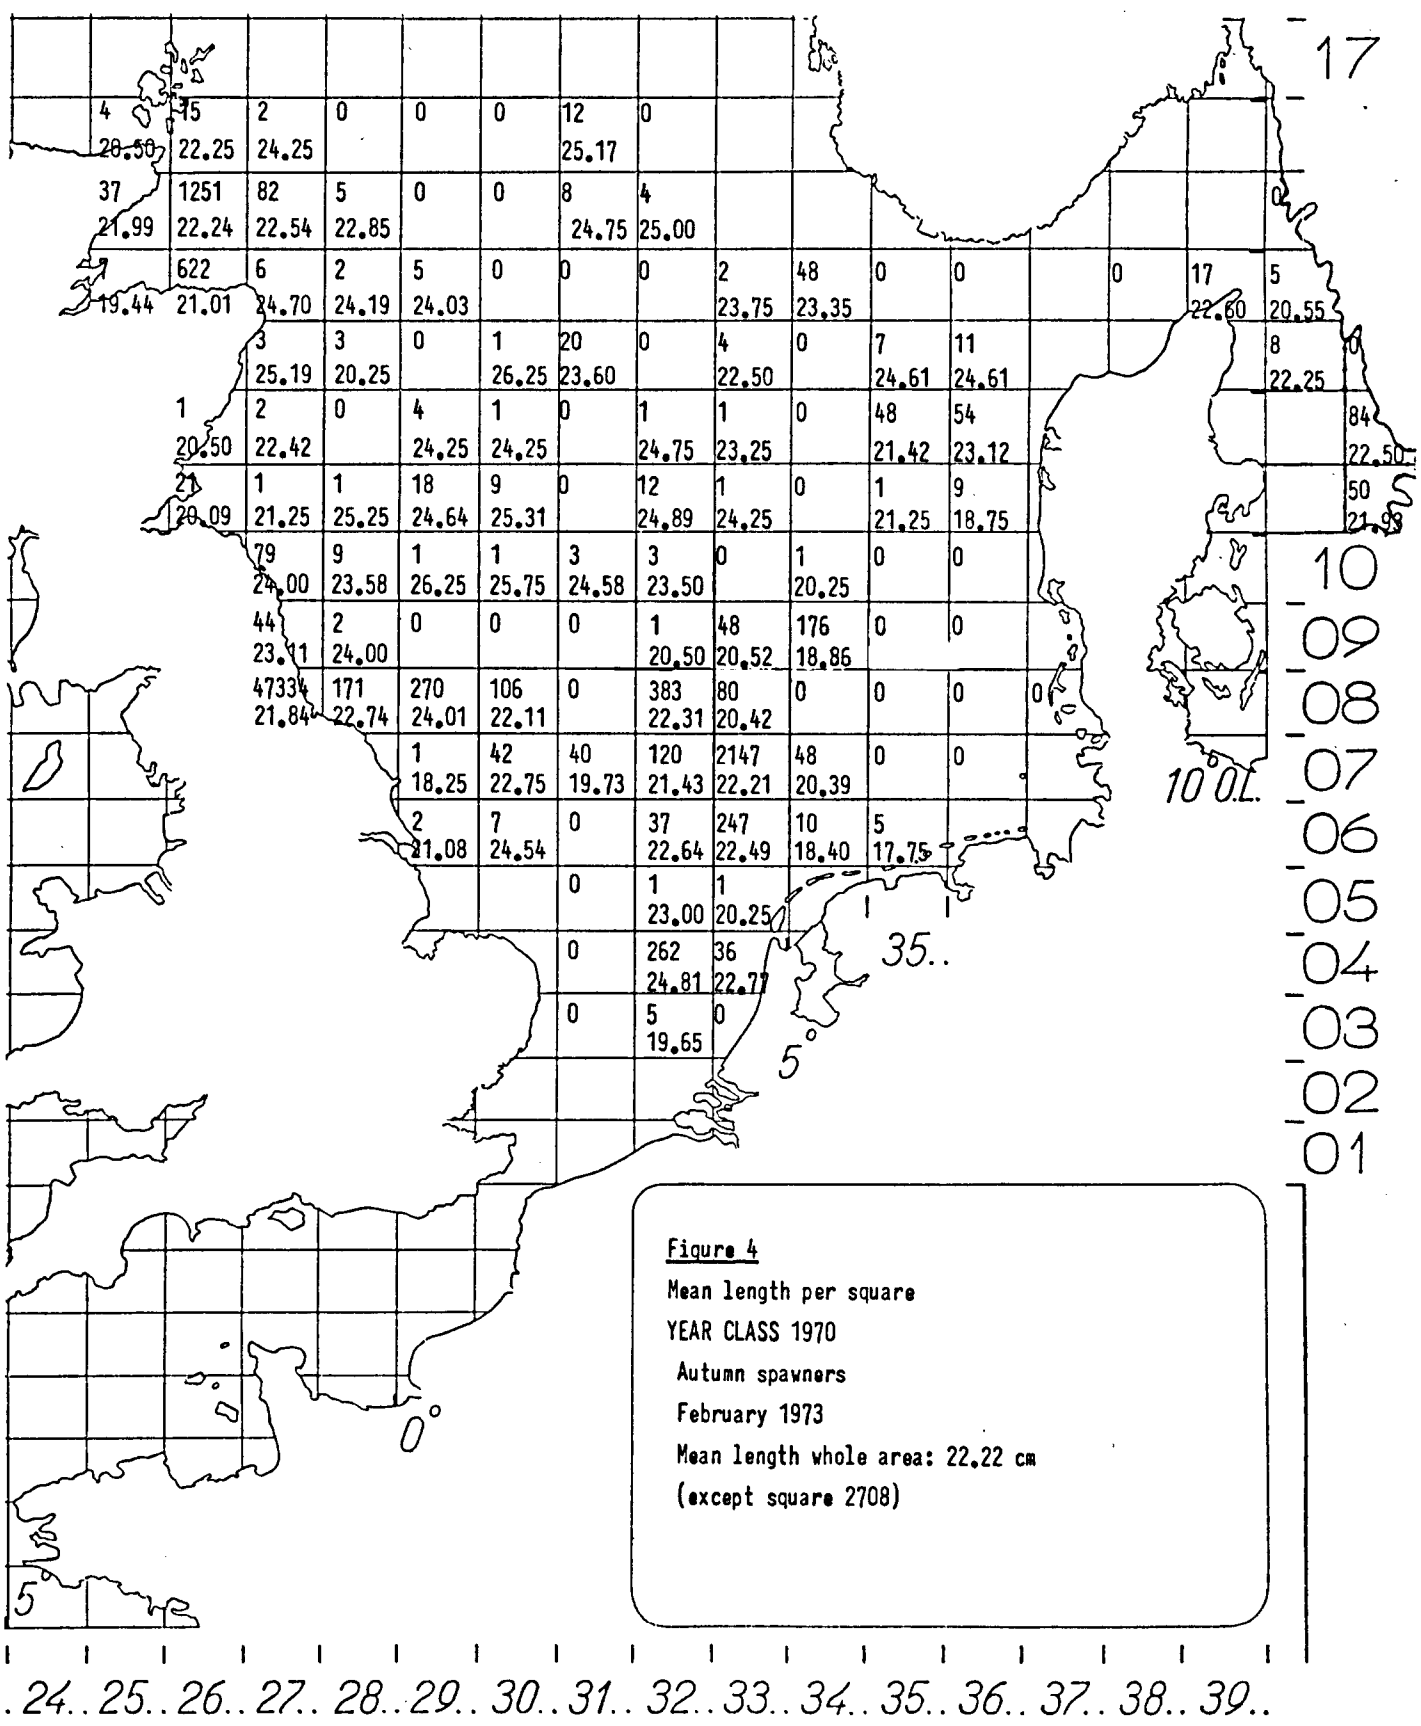 17
4 15 2 0 0 0 12 0
20.50 22.25 24.25 25.17
37 1251 82 5 0 0 8 4 0
21.99 22.24 22.54 22.85 24.75 25.00
622 6 2 5 0 0 0 2 48 0 0 0 17 5
19.44 21.01 24.70 24.19 24.03 23.75 23.35 22.60 20.55
3 3 0 1 20 0 4 0 7 11 8 0
25.19 20.25 26.25 23.60 22.50 24.61 24.61 22.25
1 2 0 4 1 0 1 1 0 48 54 84
20.50 22.42 24.25 24.25 24.75 23.25 21.42 23.12 22.50
21 1 1 18 9 0 12 1 0 1 9 50
20.09 21.25 25.25 24.64 25.31 24.89 24.25 21.25 18.75 21.93
79 9 1 1 3 3 0 1 0 0 10
24.00 23.58 26.25 25.75 24.58 23.50 20.25
44 2 0 0 0 1 48 176 0 0 09
23.11 24.00 20.50 20.52 18.86
47334 171 270 106 0 383 80 0 0 0 0 08
21.84 22.74 24.01 22.11 22.31 20.42
1 42 40 120 2147 48 0 0 07
18.25 22.75 19.73 21.43 22.21 20.39
10°O.L.
2 7 0 37 247 10 5 06
21.08 24.54 22.64 22.49 18.40 17.75
0 1 1 05
23.00 20.25
35..
0 262 36 04
24.81 22.77
0 5 0 03
19.65
5°
02
01
Figure 4
Mean length per square
YEAR CLASS 1970
Autumn spawners
February 1973
Mean length whole area: 22.22 cm
(except square 2708)
0°
5°
..24..25..26..27..28..29..30..31..32..33..34..35..36..37..38..39..